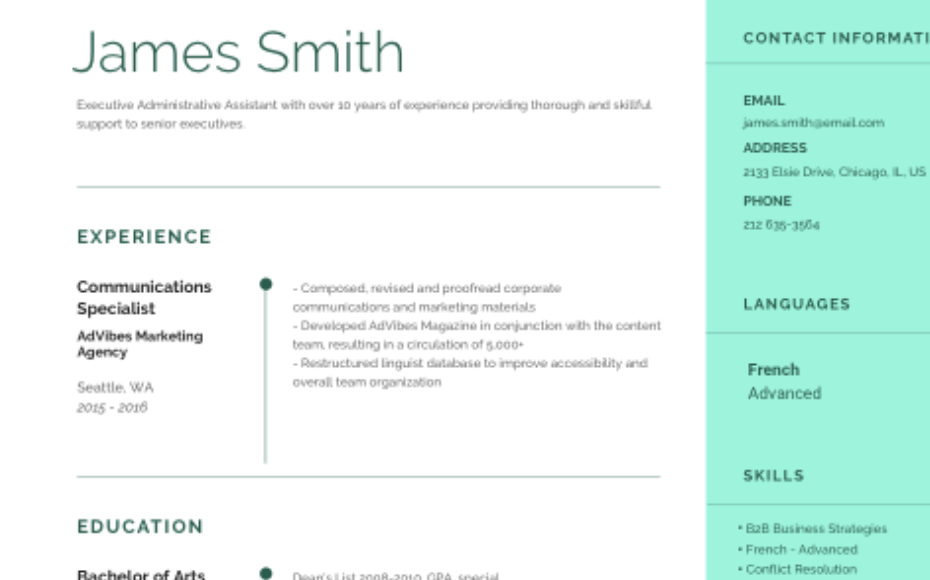 James Smith
Executive Administrative Assistant with over 10 years of experience providing thorough and skillful
support to senior executives.
EXPERIENCE
Communications
Specialist
AdVibes Marketing
Agency
Seattle, WA
2015 - 2016
- Composed, revised and proofread corporate
communications and marketing materials
- Developed AdVibes Magazine in conjunction with the content
team, resulting in a circulation of 5,000+
- Restructured linguist database to improve accessibility and
overall team organization
EDUCATION
Bachelor of Arts
Dean's List 2008-2010, GPA, special
CONTACT INFORMATI
EMAIL
james.smith@email.com
ADDRESS
2133 Elsie Drive, Chicago, IL, US
PHONE
212 635-3564
LANGUAGES
French
Advanced
SKILLS
• B2B Business Strategies
• French - Advanced
• Conflict Resolution